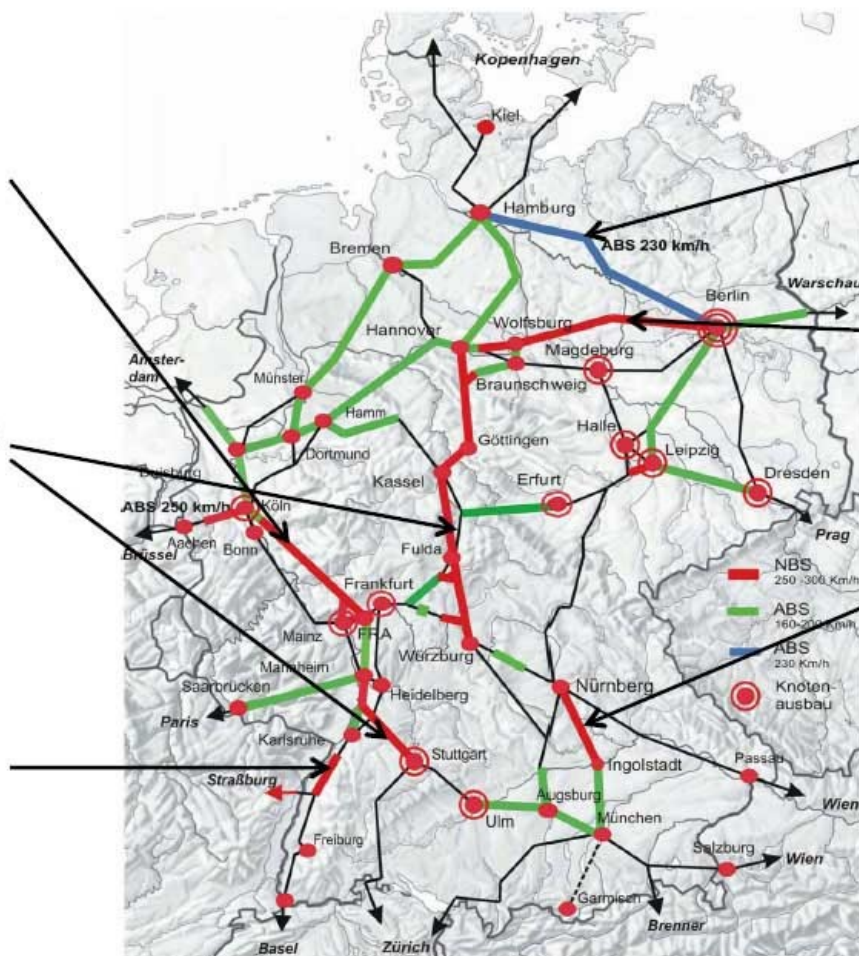 Kopenhagen
Kiel
Hamburg
ABS 230 km/h
Bremen
Warschau
Berlin
Wolfsburg
Hannover
Magdeburg
Amster-
dam
Münster
Braunschweig
Hamm
Halle
Göttingen
Leipzig
Duisburg
Dortmund
Kassel
Erfurt
Dresden
ABS 250 km/h
Köln
Aachen
Brüssel
Bonn
Fulda
Prag
NBS
250 -300 Km/h
Frankfurt
ABS
160-200 Km/h
Mainz
FRA
Würzburg
ABS
230 Km/h
Mannheim
Saarbrücken
Heidelberg
Nürnberg
Knoten-
ausbau
Paris
Karlsruhe
Stuttgart
Ingolstadt
Passau
Straßburg
Augsburg
Wien
Ulm
München
Freiburg
Salzburg
Wien
Garmisch
Brenner
Basel
Zürich